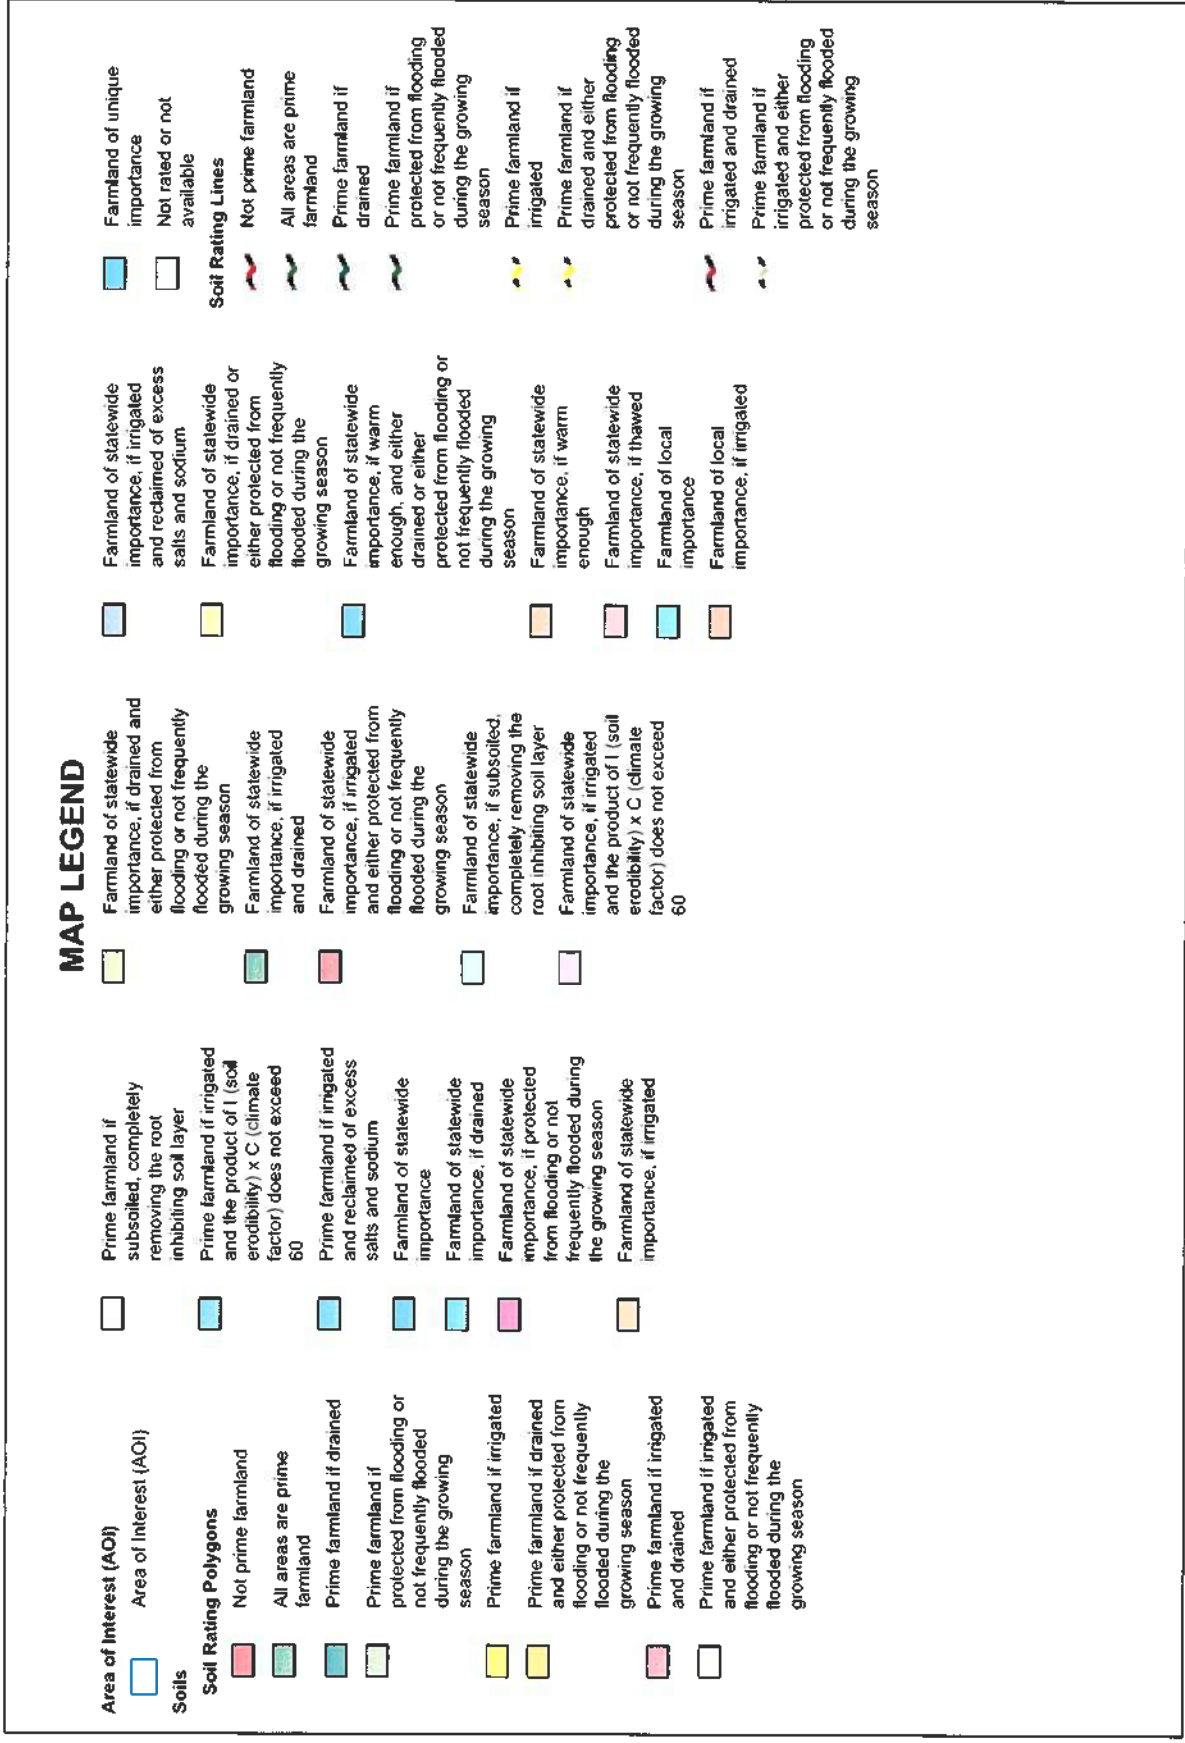 MAP LEGEND
Area of Interest (AOI)
Area of Interest (AOI)
Soils
Soil Rating Polygons
Not prime farmland
All areas are prime
farmland
Prime farmland if drained
Prime farmland if
protected from flooding or
not frequently flooded
during the growing
season
Prime farmland if irrigated
Prime farmland if drained
and either protected from
flooding or not frequently
flooded during the
growing season
Prime farmland if irrigated
and drained
Prime farmland if irrigated
and either protected from
flooding or not frequently
flooded during the
growing season
Prime farmland if
subsoiled, completely
removing the root
inhibiting soil layer
Prime farmland if irrigated
and the product of I (soil
erodibility) x C (climate
factor) does not exceed
60
Prime farmland if irrigated
and reclaimed of excess
salts and sodium
Farmland of statewide
importance
Farmland of statewide
importance, if drained
Farmland of statewide
importance, if protected
from flooding or not
frequently flooded during
the growing season
Farmland of statewide
importance, if irrigated
Farmland of statewide
importance, if drained and
either protected from
flooding or not frequently
flooded during the
growing season
Farmland of statewide
importance, if irrigated
and drained
Farmland of statewide
importance, if irrigated
and either protected from
flooding or not frequently
flooded during the
growing season
Farmland of statewide
importance, if subsoiled,
completely removing the
root inhibiting soil layer
Farmland of statewide
importance, if irrigated
and the product of I (soil
erodibility) x C (climate
factor) does not exceed
60
Farmland of statewide
importance, if irrigated
and reclaimed of excess
salts and sodium
Farmland of statewide
importance, if drained or
either protected from
flooding or not frequently
flooded during the
growing season
Farmland of statewide
importance, if warm
enough, and either
drained or either
protected from flooding or
not frequently flooded
during the growing
season
Farmland of statewide
importance, if warm
enough
Farmland of statewide
importance, if thawed
Farmland of local
importance
Farmland of local
importance, if irrigated
Farmland of unique
importance
Not rated or not
available
Soil Rating Lines
Not prime farmland
All areas are prime
farmland
Prime farmland if
drained
Prime farmland if
protected from flooding
or not frequently flooded
during the growing
season
Prime farmland if
irrigated
Prime farmland if
drained and either
protected from flooding
or not frequently flooded
during the growing
season
Prime farmland if
irrigated and drained
Prime farmland if
irrigated and either
protected from flooding
or not frequently flooded
during the growing
season